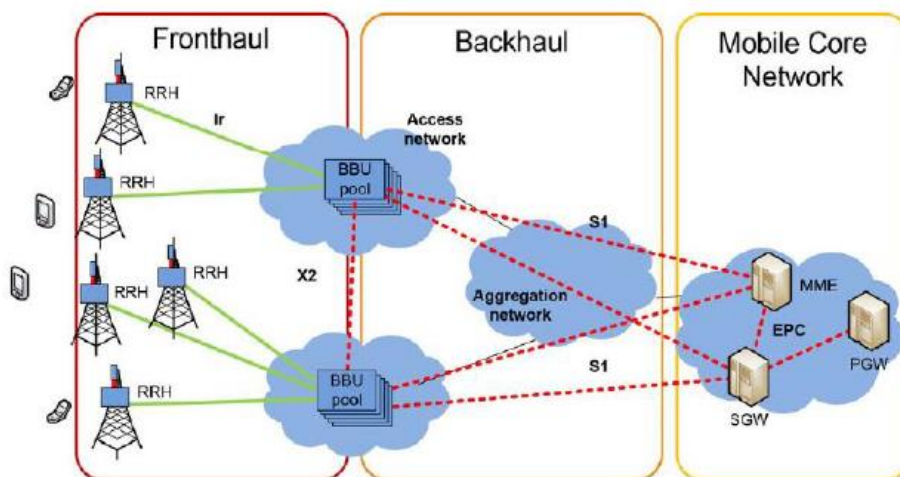 Fronthaul
Backhaul
Mobile Core
Network
RRH
Ir
Access
network
BBU
pool
RRH
S1
X2
RRH
RRH
Aggregation
network
MME
EPC
PGW
BBU
pool
S1
RRH
SGW